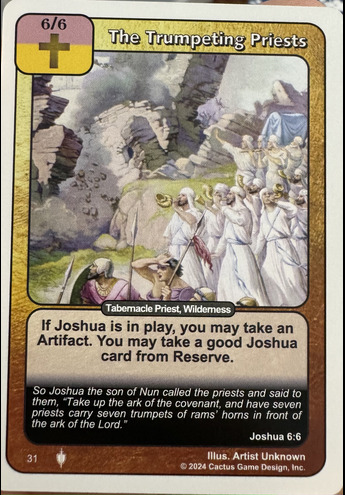 6/6
The Trumpeting Priests
Tabernacle Priest, Wilderness
If Joshua is in play, you may take an
Artifact. You may take a good Joshua
card from Reserve.
So Joshua the son of Nun called the priests and said to
them, "Take up the ark of the covenant, and have seven
priests carry seven trumpets of rams' horns in front of
the ark of the Lord."
Joshua 6:6
Illus. Artist Unknown
31
© 2024 Cactus Game Design, Inc.